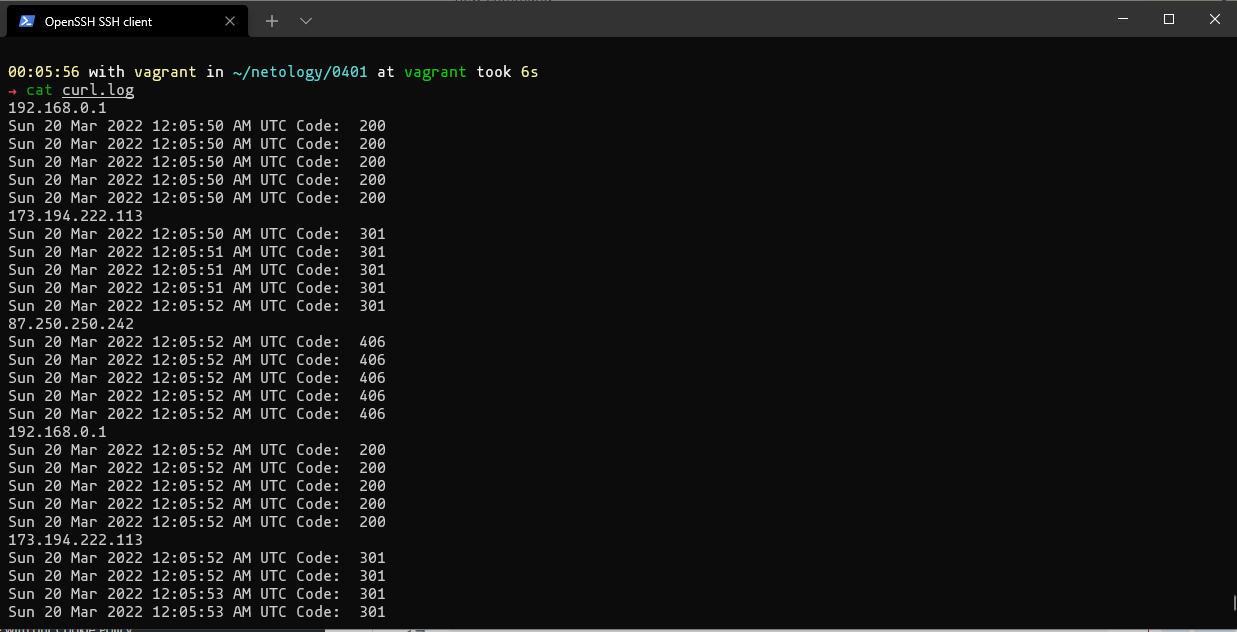 OpenSSH SSH client
00:05:56 with vagrant in ~/netology/0401 at vagrant took 6s
→ cat curl.log
192.168.0.1
Sun 20 Mar 2022 12:05:50 AM UTC Code:  200
Sun 20 Mar 2022 12:05:50 AM UTC Code:  200
Sun 20 Mar 2022 12:05:50 AM UTC Code:  200
Sun 20 Mar 2022 12:05:50 AM UTC Code:  200
Sun 20 Mar 2022 12:05:50 AM UTC Code:  200
173.194.222.113
Sun 20 Mar 2022 12:05:50 AM UTC Code:  301
Sun 20 Mar 2022 12:05:51 AM UTC Code:  301
Sun 20 Mar 2022 12:05:51 AM UTC Code:  301
Sun 20 Mar 2022 12:05:51 AM UTC Code:  301
Sun 20 Mar 2022 12:05:52 AM UTC Code:  301
87.250.250.242
Sun 20 Mar 2022 12:05:52 AM UTC Code:  406
Sun 20 Mar 2022 12:05:52 AM UTC Code:  406
Sun 20 Mar 2022 12:05:52 AM UTC Code:  406
Sun 20 Mar 2022 12:05:52 AM UTC Code:  406
Sun 20 Mar 2022 12:05:52 AM UTC Code:  406
192.168.0.1
Sun 20 Mar 2022 12:05:52 AM UTC Code:  200
Sun 20 Mar 2022 12:05:52 AM UTC Code:  200
Sun 20 Mar 2022 12:05:52 AM UTC Code:  200
Sun 20 Mar 2022 12:05:52 AM UTC Code:  200
Sun 20 Mar 2022 12:05:52 AM UTC Code:  200
173.194.222.113
Sun 20 Mar 2022 12:05:52 AM UTC Code:  301
Sun 20 Mar 2022 12:05:52 AM UTC Code:  301
Sun 20 Mar 2022 12:05:53 AM UTC Code:  301
Sun 20 Mar 2022 12:05:53 AM UTC Code:  301